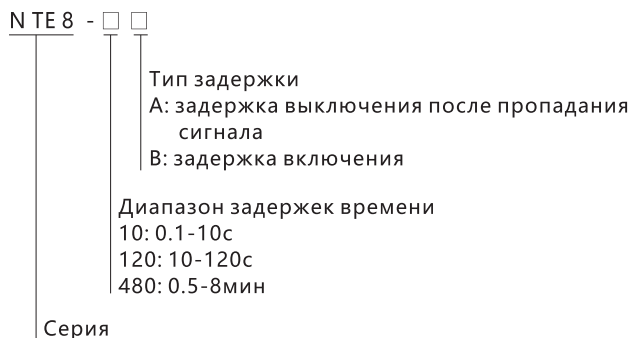 N TE 8 - □ □
Тип задержки
A: задержка выключения после пропадания
сигнала
B: задержка включения
Диапазон задержек времени
10: 0.1-10с
120: 10-120с
480: 0.5-8мин
Серия